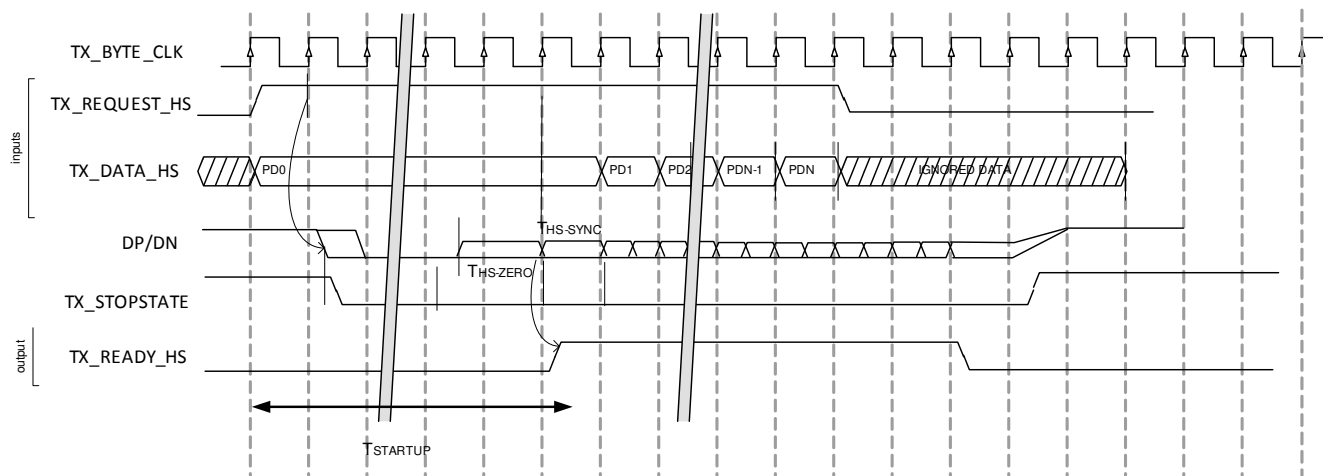 TX_BYTE_CLK
inputs
TX_REQUEST_HS
TX_DATA_HS
PD0
PD1
PD2
PDN-1
PDN
IGNORED DATA
DP/DN
THS-SYNC
THS-ZERO
TX_STOPSTATE
output
TX_READY_HS
TSTARTUP